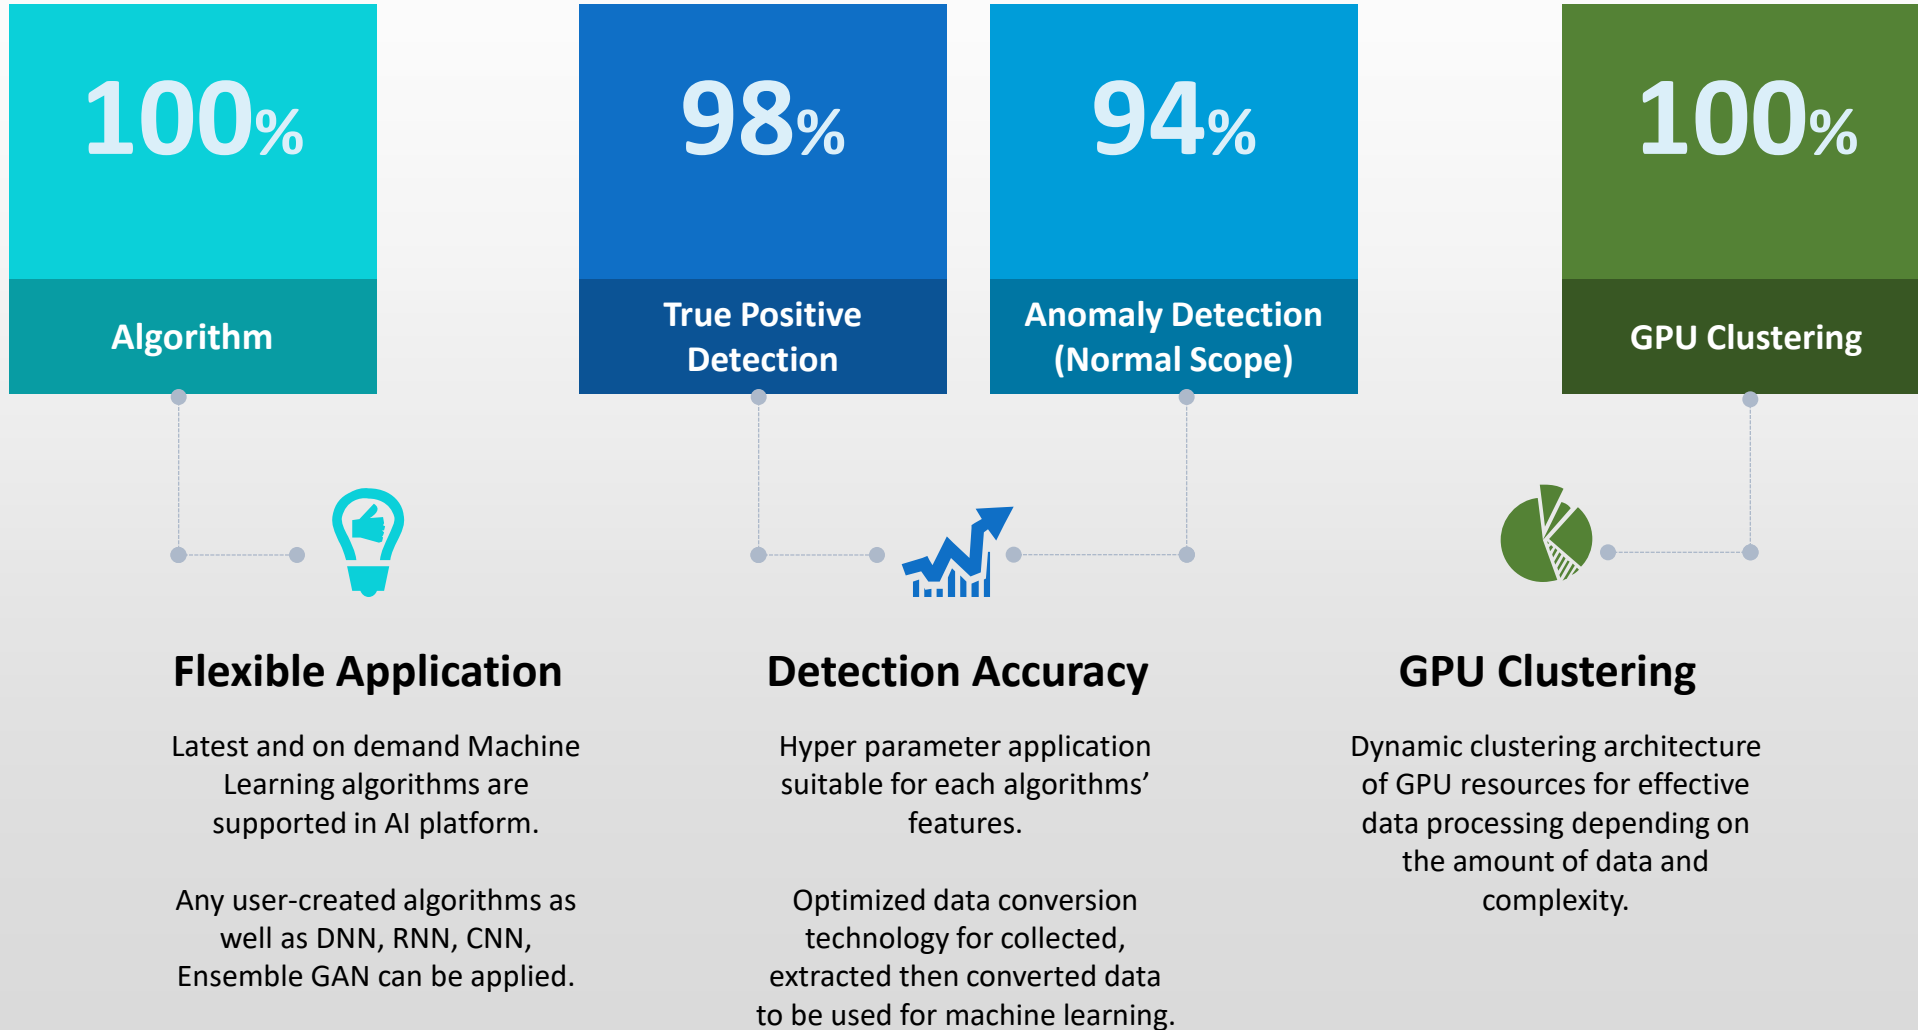 100%
Algorithm
98%
True Positive
Detection
94%
Anomaly Detection
(Normal Scope)
100%
GPU Clustering
Flexible Application
Latest and on demand Machine
Learning algorithms are
supported in AI platform.
Any user-created algorithms as
well as DNN, RNN, CNN,
Ensemble GAN can be applied.
Detection Accuracy
Hyper parameter application
suitable for each algorithms’
features.
Optimized data conversion
technology for collected,
extracted then converted data
to be used for machine learning.
GPU Clustering
Dynamic clustering architecture
of GPU resources for effective
data processing depending on
the amount of data and
complexity.